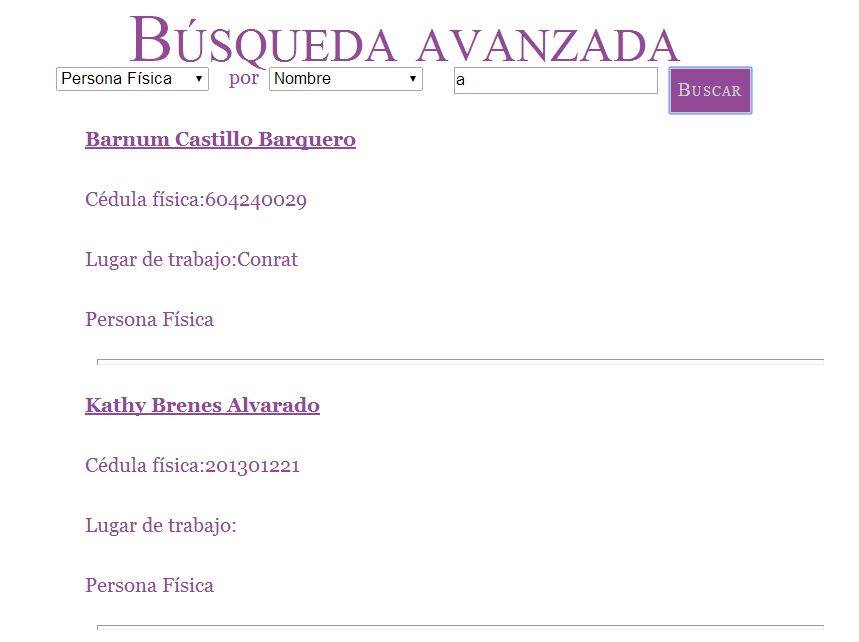 BÚSQUEDA AVANZADA
Persona Física por Nombre a BUSCAR
Barnum Castillo Barquero
Cédula física:604240029
Lugar de trabajo:Conrat
Persona Física
Kathy Brenes Alvarado
Cédula física:201301221
Lugar de trabajo:
Persona Física